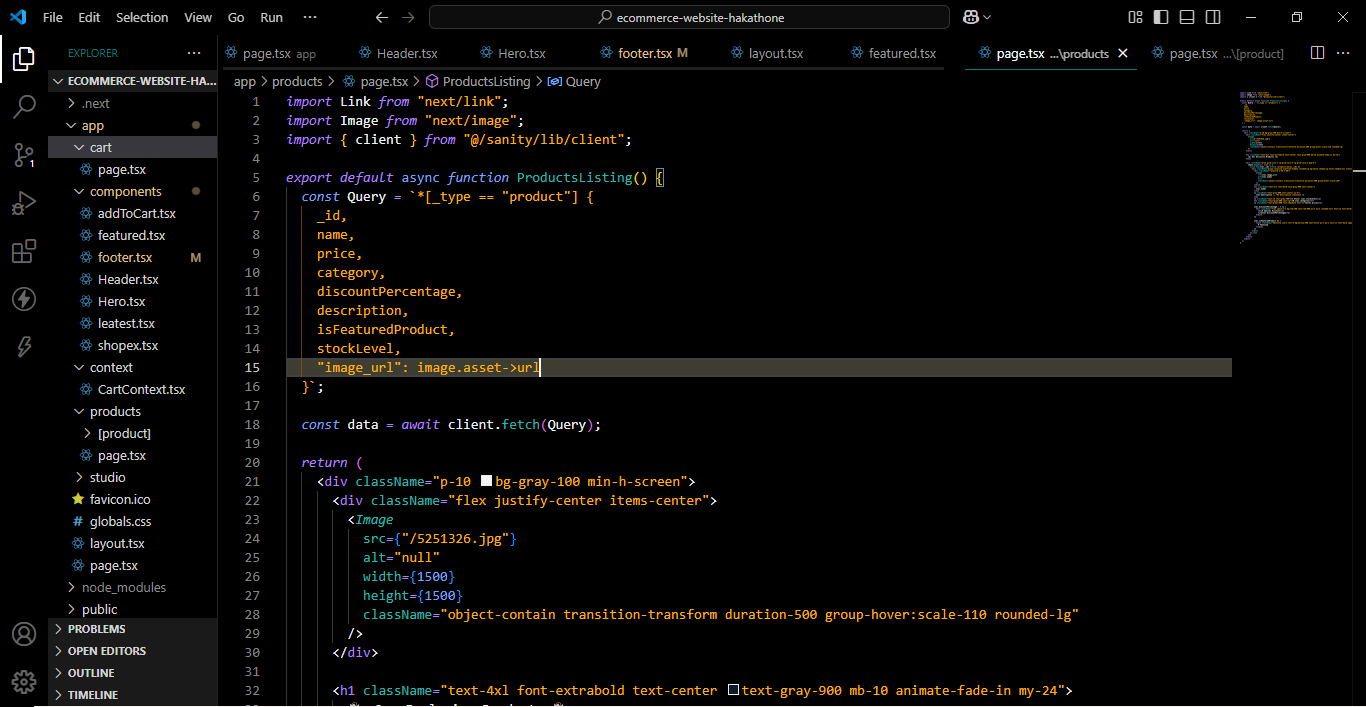 File Edit Selection View Go Run ··· ecommerce-website-hakathone
EXPLORER ···
page.tsx app Header.tsx Hero.tsx footer.tsx M layout.tsx featured.tsx page.tsx ...\products page.tsx ...\[product] ···
app > products > page.tsx > ProductsListing > Query
ECOMMERCE-WEBSITE-HA...
.next
app
cart
page.tsx
components
addToCart.tsx
featured.tsx
footer.tsx M
Header.tsx
Hero.tsx
leatest.tsx
shopex.tsx
context
CartContext.tsx
products
[product]
page.tsx
studio
favicon.ico
# globals.css
layout.tsx
page.tsx
node_modules
public
PROBLEMS
OPEN EDITORS
OUTLINE
TIMELINE
1
1 import Link from "next/link";
2 import Image from "next/image";
3 import { client } from "@/sanity/lib/client";
4
5 export default async function ProductsListing() {
6 const Query = `*[_type == "product"] {
7 _id,
8 name,
9 price,
10 category,
11 discountPercentage,
12 description,
13 isFeaturedProduct,
14 stockLevel,
15 "image_url": image.asset->url
16 }`;
17
18 const data = await client.fetch(Query);
19
20 return (
21 <div className="p-10 bg-gray-100 min-h-screen">
22 <div className="flex justify-center items-center">
23 <Image
24 src={"/5251326.jpg"}
25 alt="null"
26 width={1500}
27 height={1500}
28 className="object-contain transition-transform duration-500 group-hover:scale-110 rounded-lg"
29 />
30 </div>
31
32 <h1 className="text-4xl font-extrabold text-center text-gray-900 mb-10 animate-fade-in my-24">